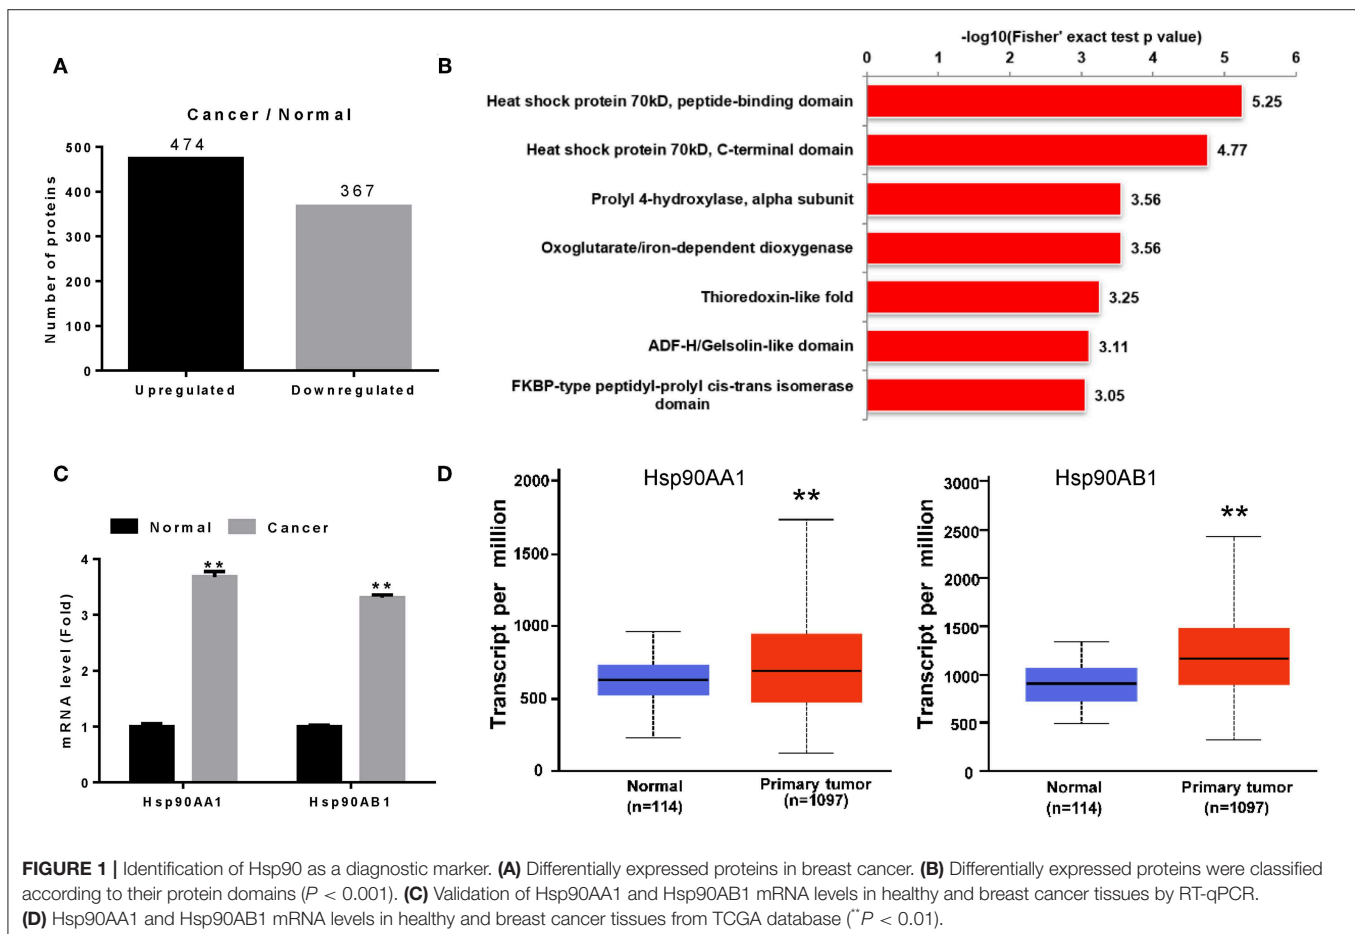 A
Cancer / Normal
Number of proteins
500
400
300
200
100
0
474
367
Upregulated
Downregulated
B
-log10(Fisher' exact test p value)
0 1 2 3 4 5 6
Heat shock protein 70kD, peptide-binding domain 5.25
Heat shock protein 70kD, C-terminal domain 4.77
Prolyl 4-hydroxylase, alpha subunit 3.56
Oxoglutarate/iron-dependent dioxygenase 3.56
Thioredoxin-like fold 3.25
ADF-H/Gelsolin-like domain 3.11
FKBP-type peptidyl-prolyl cis-trans isomerase
domain 3.05
C
Normal Cancer
mRNA level (Fold)
4
3
2
1
0
**
**
Hsp90AA1
Hsp90AB1
D
Hsp90AA1
Transcript per million
2000
1500
1000
500
0
**
Normal
(n=114)
Primary tumor
(n=1097)
Hsp90AB1
Transcript per million
3000
2500
2000
1500
1000
500
0
**
Normal
(n=114)
Primary tumor
(n=1097)
FIGURE 1 | Identification of Hsp90 as a diagnostic marker. (A) Differentially expressed proteins in breast cancer. (B) Differentially expressed proteins were classified
according to their protein domains (P < 0.001). (C) Validation of Hsp90AA1 and Hsp90AB1 mRNA levels in healthy and breast cancer tissues by RT-qPCR.
(D) Hsp90AA1 and Hsp90AB1 mRNA levels in healthy and breast cancer tissues from TCGA database (**P < 0.01).